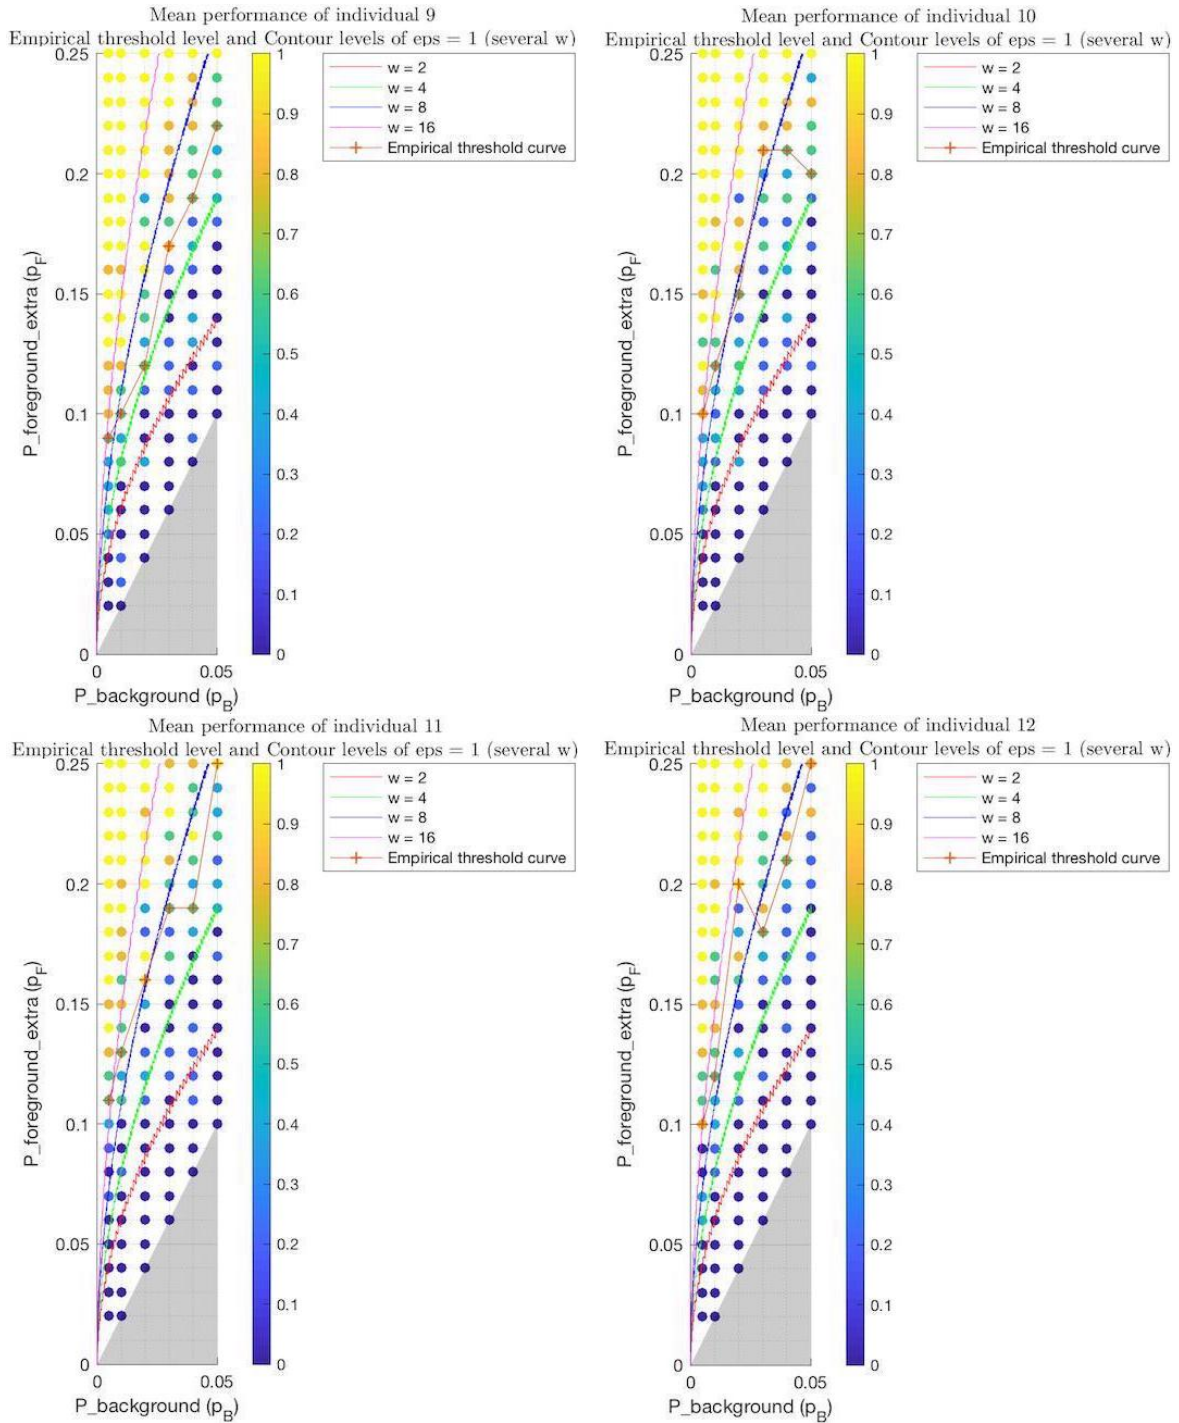 Mean performance of individual 9
Empirical threshold level and Contour levels of eps = 1 (several w)
0.25
0.2
0.15
0.1
0.05
0
P_foreground_extra (p_F)
0
0.05
P_background (p_B)
1
0.9
0.8
0.7
0.6
0.5
0.4
0.3
0.2
0.1
0
w = 2
w = 4
w = 8
w = 16
Empirical threshold curve
Mean performance of individual 10
Empirical threshold level and Contour levels of eps = 1 (several w)
0.25
0.2
0.15
0.1
0.05
0
P_foreground_extra (p_F)
0
0.05
P_background (p_B)
1
0.9
0.8
0.7
0.6
0.5
0.4
0.3
0.2
0.1
0
w = 2
w = 4
w = 8
w = 16
Empirical threshold curve
Mean performance of individual 11
Empirical threshold level and Contour levels of eps = 1 (several w)
0.25
0.2
0.15
0.1
0.05
0
P_foreground_extra (p_F)
0
0.05
P_background (p_B)
1
0.9
0.8
0.7
0.6
0.5
0.4
0.3
0.2
0.1
0
w = 2
w = 4
w = 8
w = 16
Empirical threshold curve
Mean performance of individual 12
Empirical threshold level and Contour levels of eps = 1 (several w)
0.25
0.2
0.15
0.1
0.05
0
P_foreground_extra (p_F)
0
0.05
P_background (p_B)
1
0.9
0.8
0.7
0.6
0.5
0.4
0.3
0.2
0.1
0
w = 2
w = 4
w = 8
w = 16
Empirical threshold curve